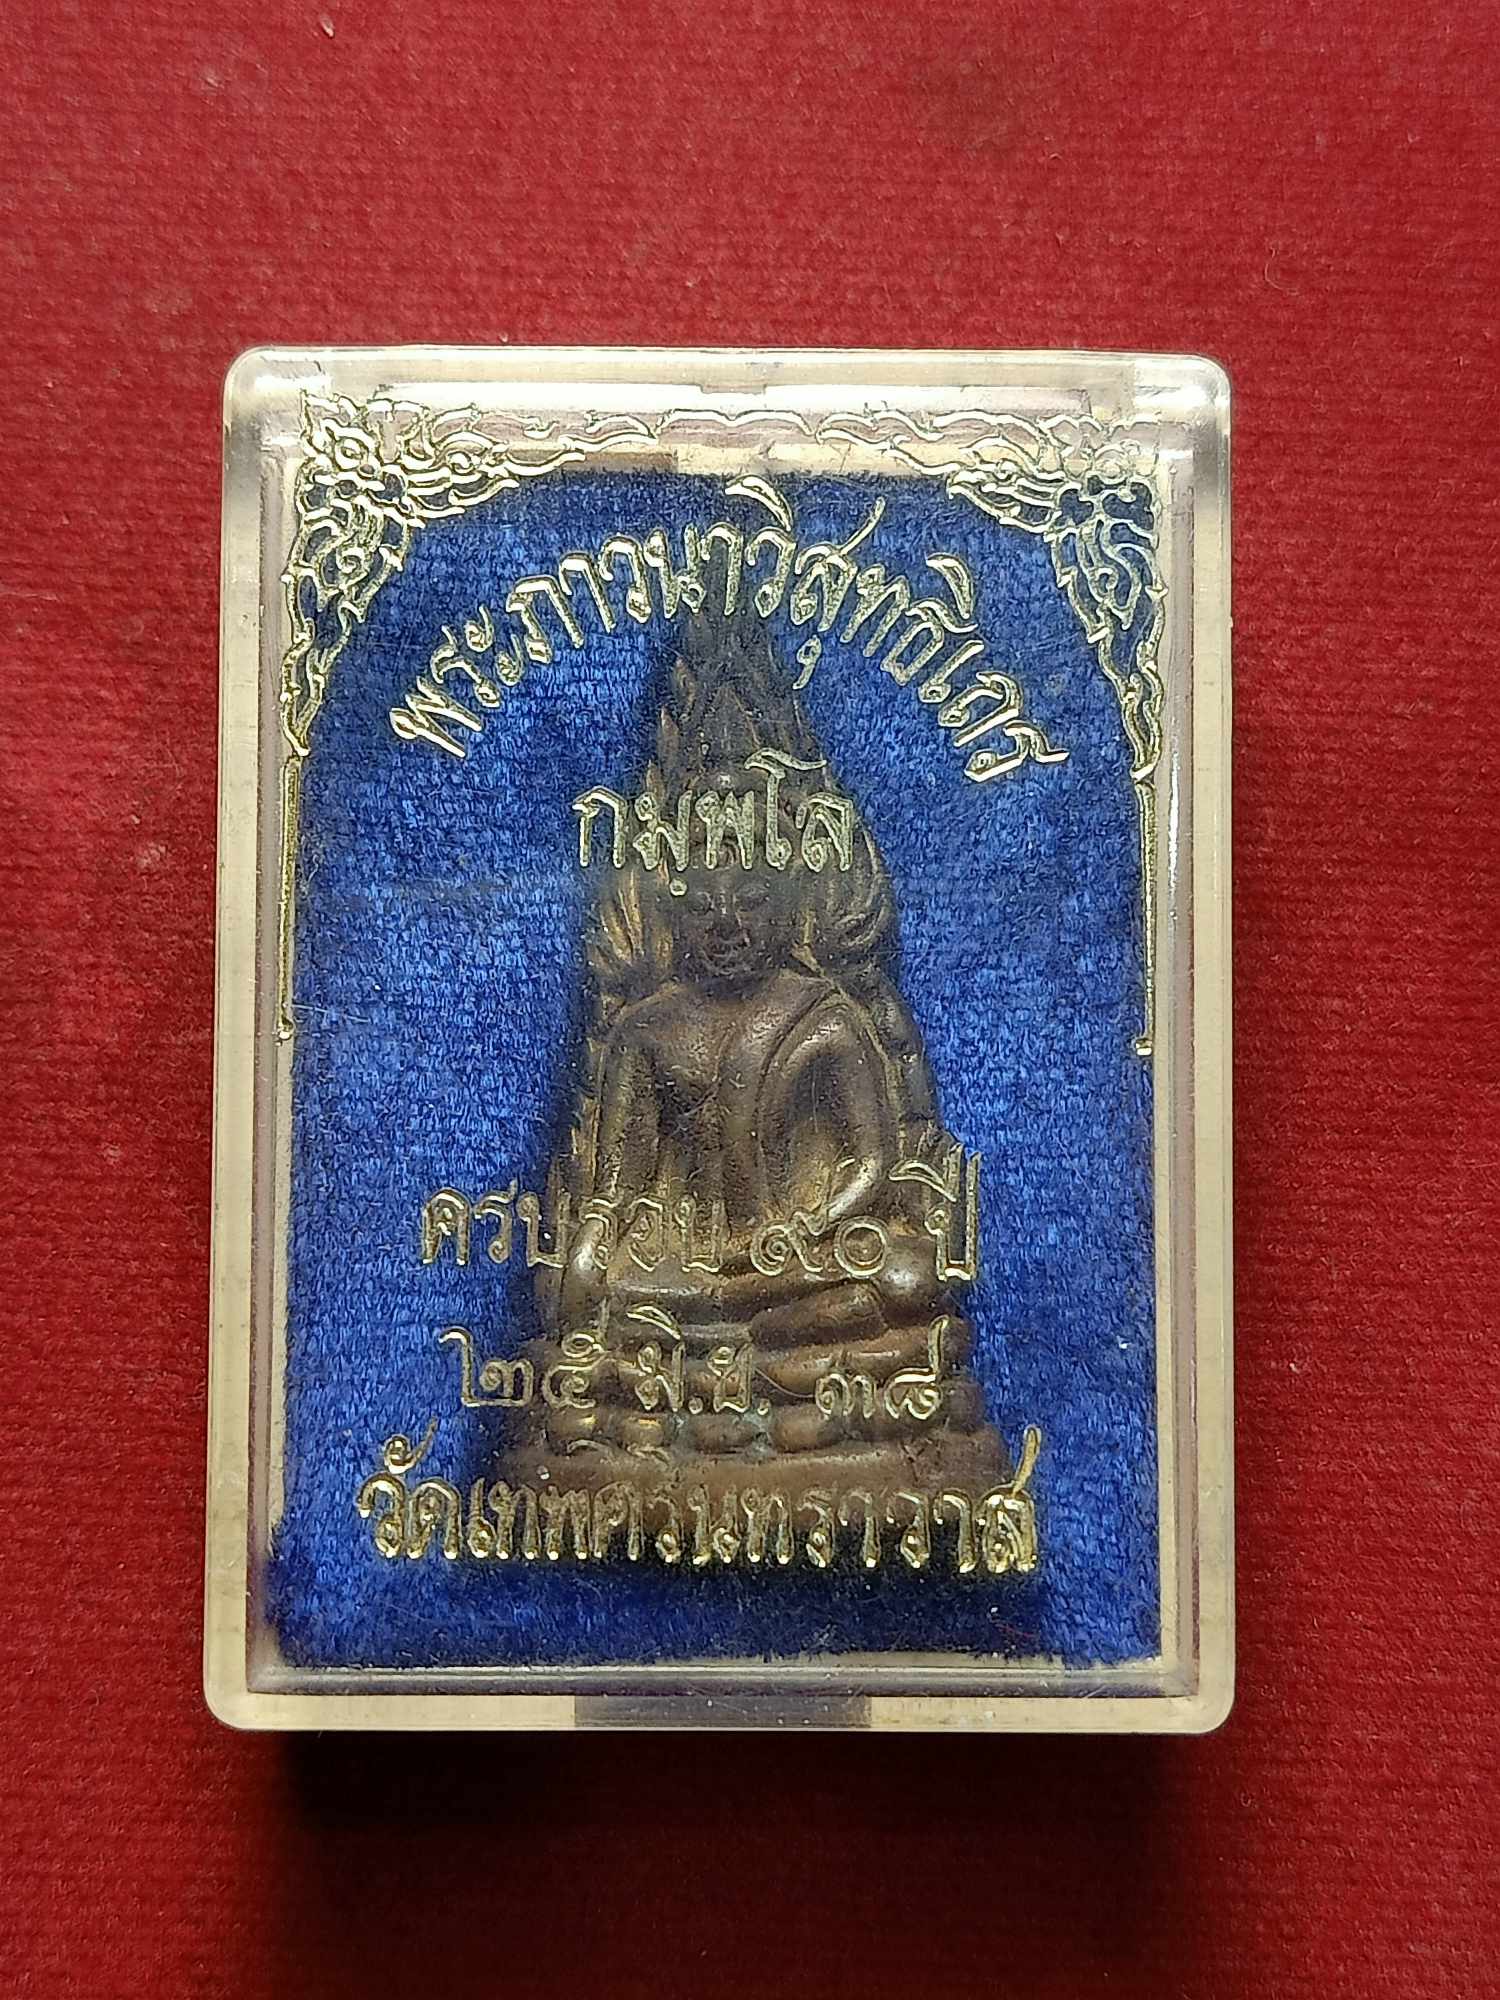 พระภาวนาวิสุทธิเถร
กมฺพโล
ครบรอบ ๙๐ ปี
๒๕ มิ.ย. ๓๘
วัดเทพศิรินทราวาส